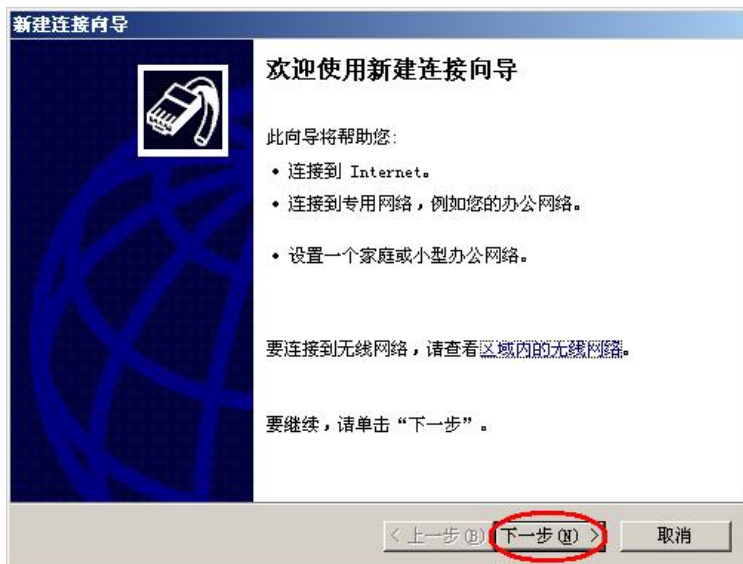 新建连接向导
欢迎使用新建连接向导
此向导将帮助您:
• 连接到 Internet。
• 连接到专用网络，例如您的办公网络。
• 设置一个家庭或小型办公网络。
要连接到无线网络，请查看区域内的无线网络。
要继续，请单击“下一步”。
< 上一步(B) 下一步(N) > 取消